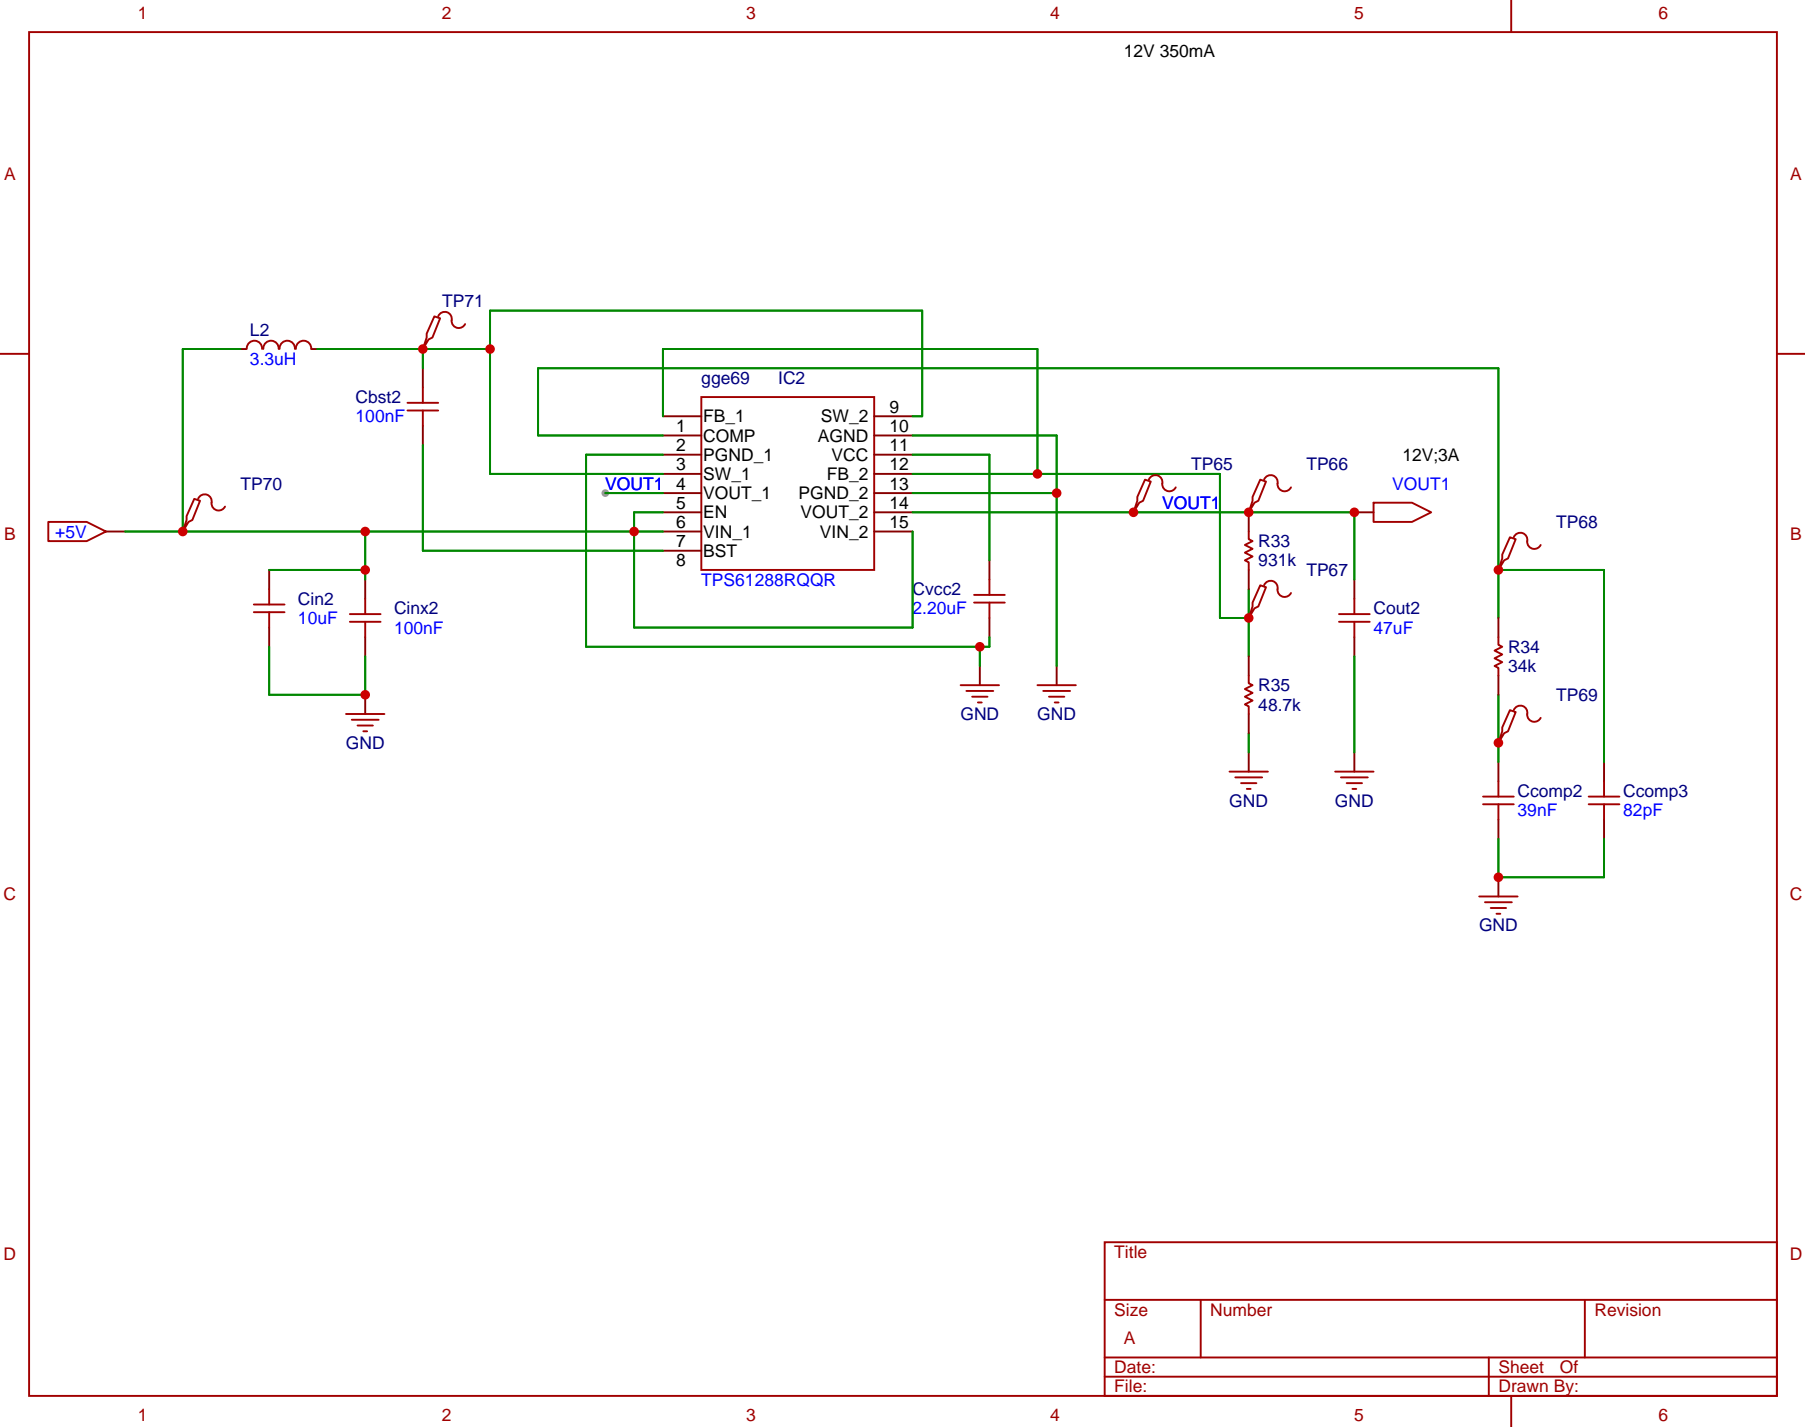 1 2 3 4 5 6
12V 350mA
A A
TP71
L2
3.3uH
gge69 IC2
Cbst2
100nF
FB_1 SW_2 9
1 COMP AGND 10
2 PGND_1 VCC 11
3 SW_1 FB_2 12
VOUT1 4 VOUT_1 PGND_2 13
5 EN VOUT_2 14
6 VIN_1 VIN_2 15
7 BST
8
TPS61288RQQR
TP70
B +5V B
TP65 TP66 12V;3A
VOUT1 VOUT1
R33
931k
TP67
TP68
Cvcc2
2.20uF
Cin2
10uF
Cinx2
100nF
Cout2
47uF
R34
34k
R35
48.7k
TP69
GND GND
GND
GND GND
Ccomp2
39nF
Ccomp3
82pF
C C
GND
D D
Title
Size Number Revision
A
Date: Sheet Of
File: Drawn By:
1 2 3 4 5 6